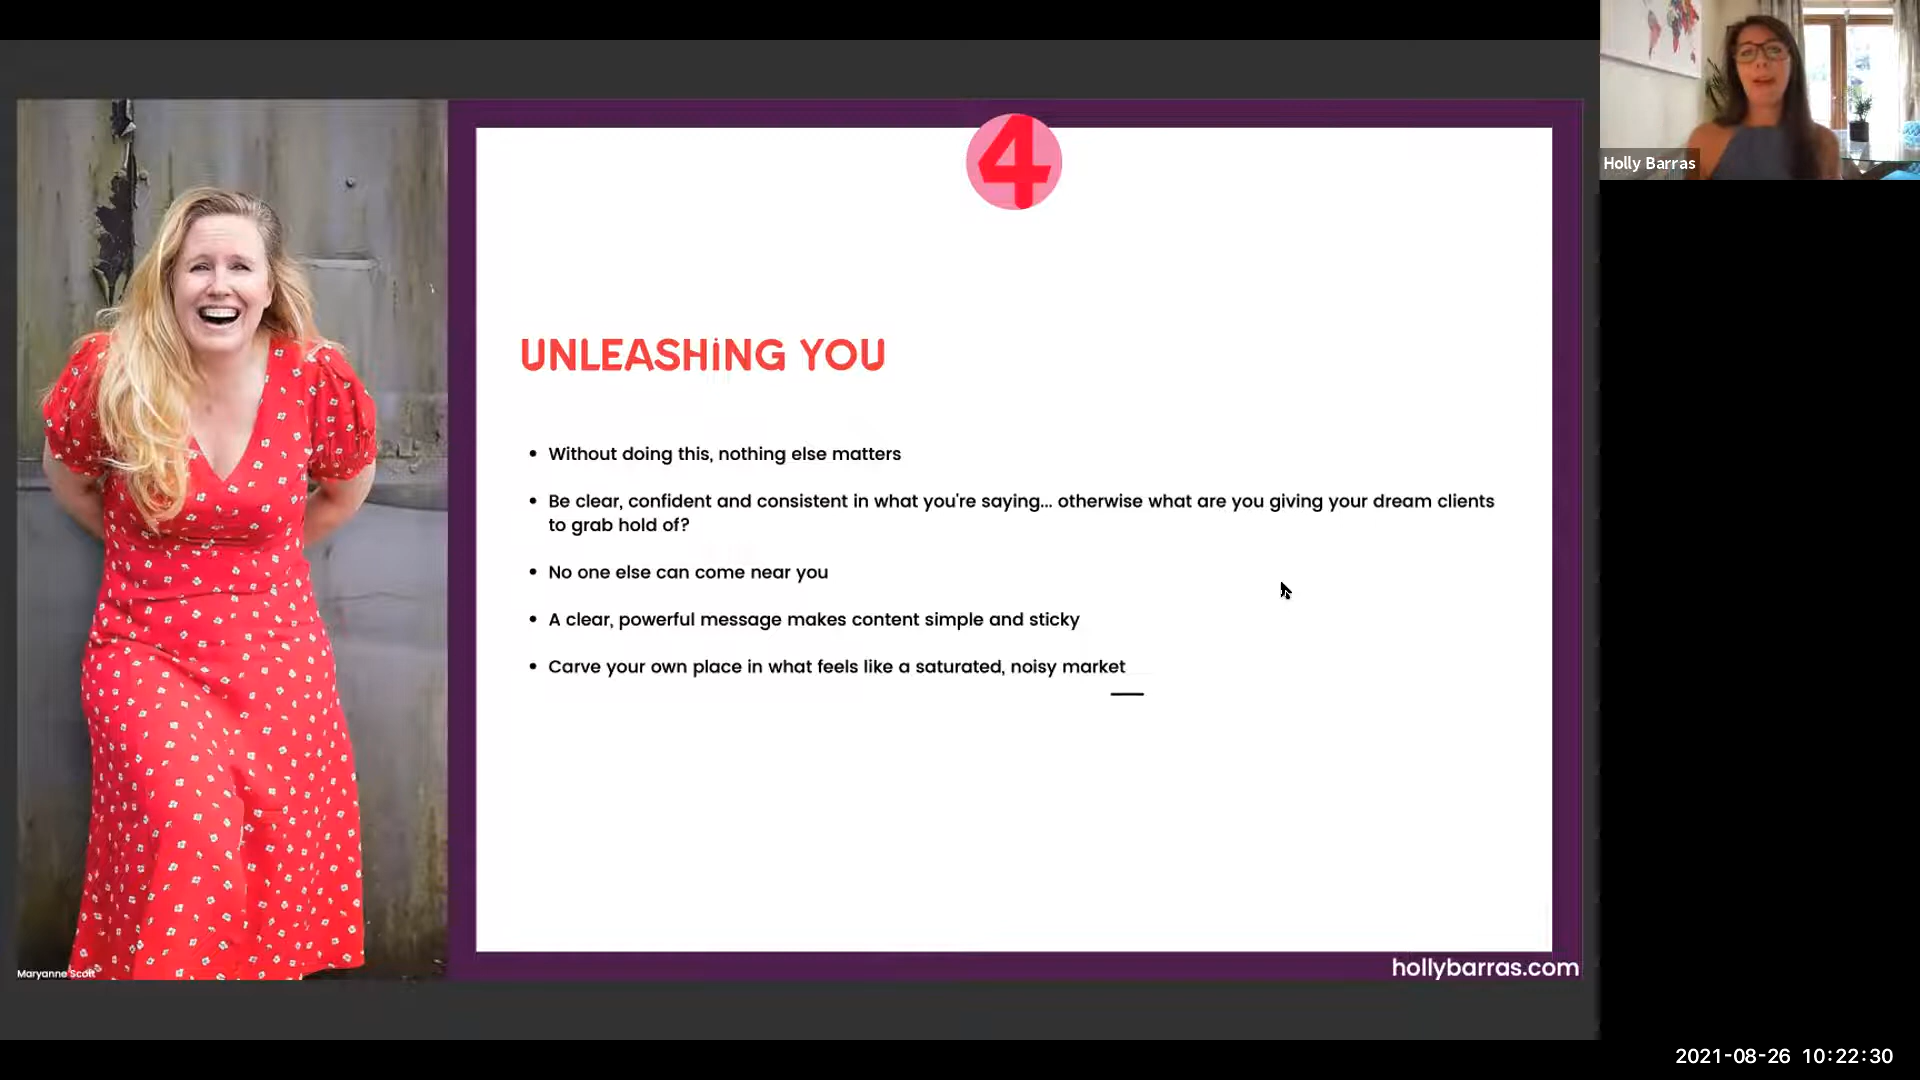 Holly Barras
4
UNLEASHING YOU
• Without doing this, nothing else matters
• Be clear, confident and consistent in what you're saying... otherwise what are you giving your dream clients
to grab hold of?
• No one else can come near you
• A clear, powerful message makes content simple and sticky
• Carve your own place in what feels like a saturated, noisy market
Maryanne Scott
hollybarras.com
2021-08-26 10:22:30